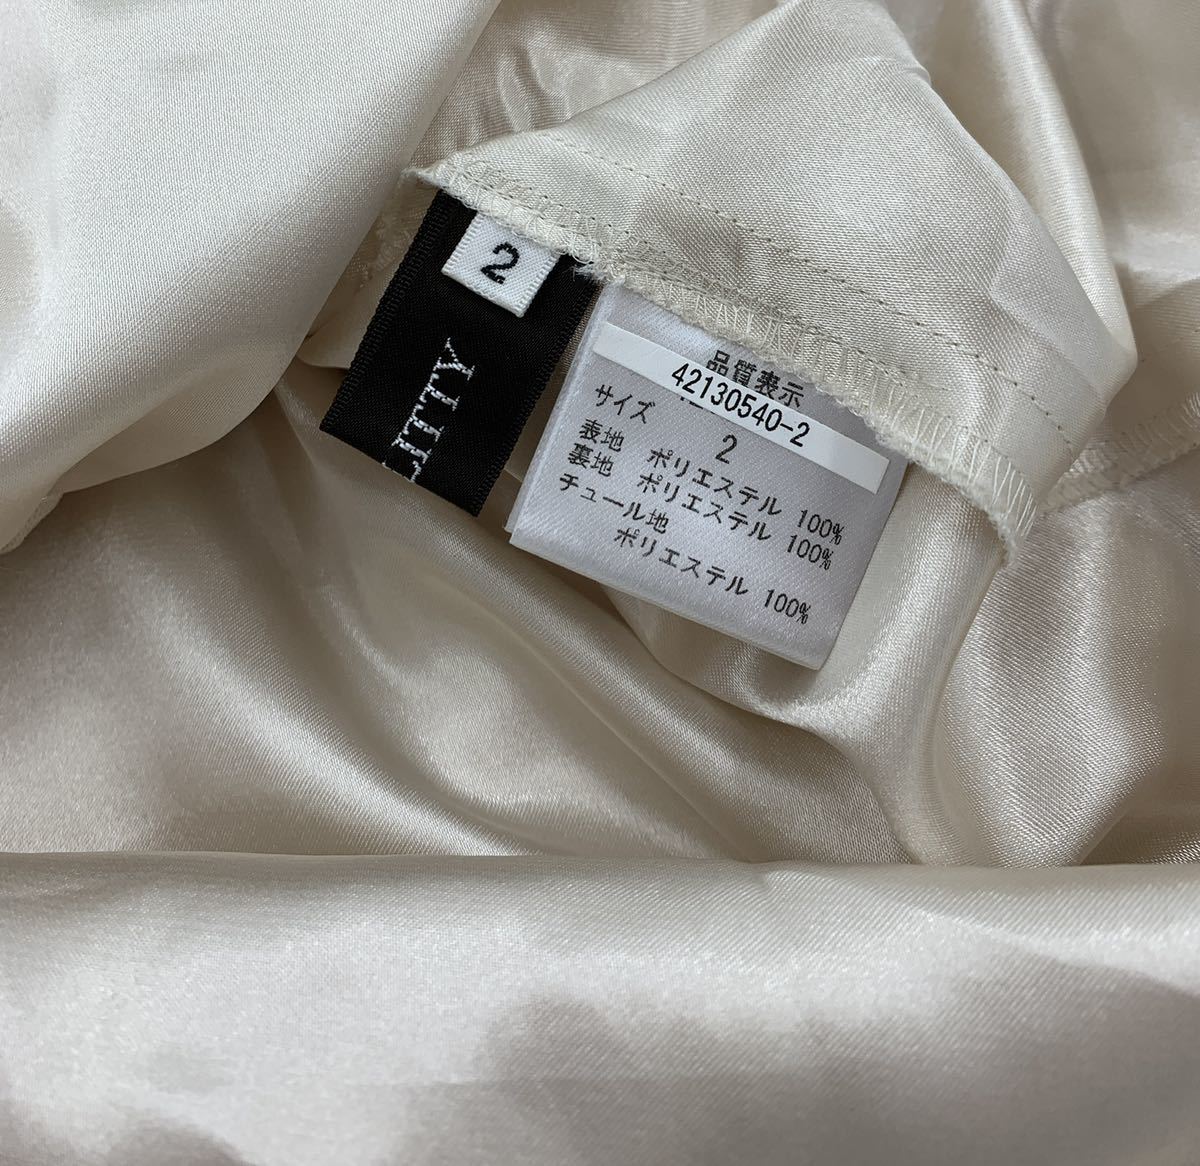 2
LITTY
品質表示
42130540-2
サイズ 2
表地 ポリエステル 100%
裏地 ポリエステル 100%
チュール地
ポリエステル 100%